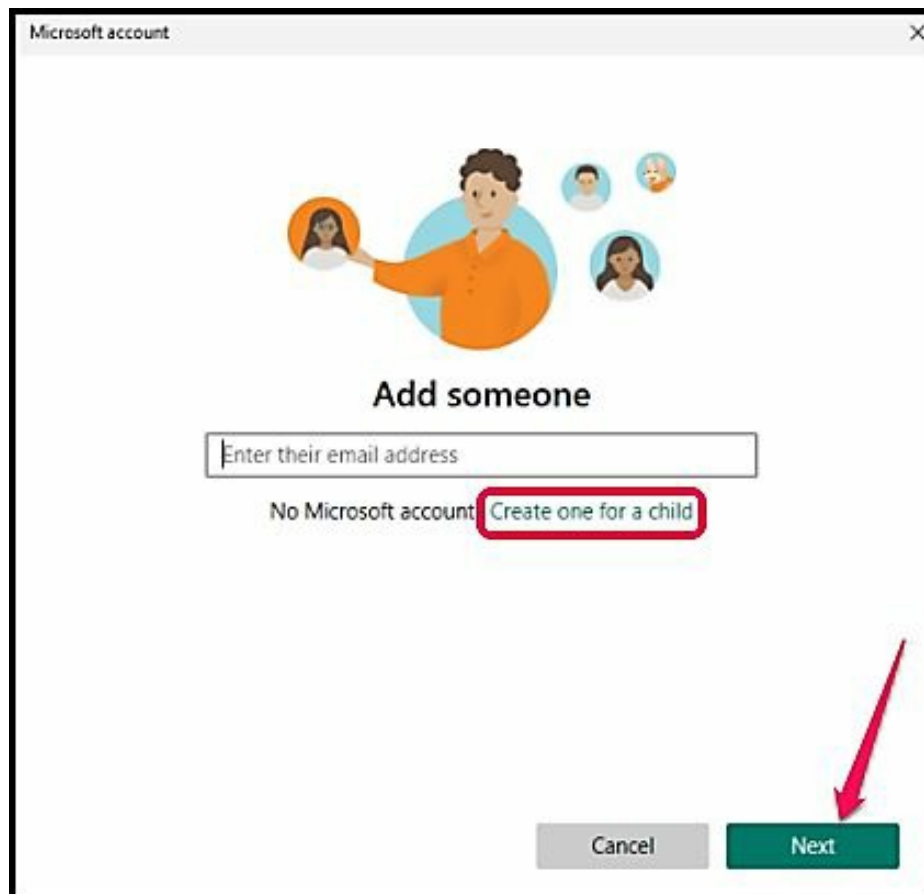 Microsoft account
Add someone
Enter their email address
No Microsoft account Create one for a child
Cancel
Next